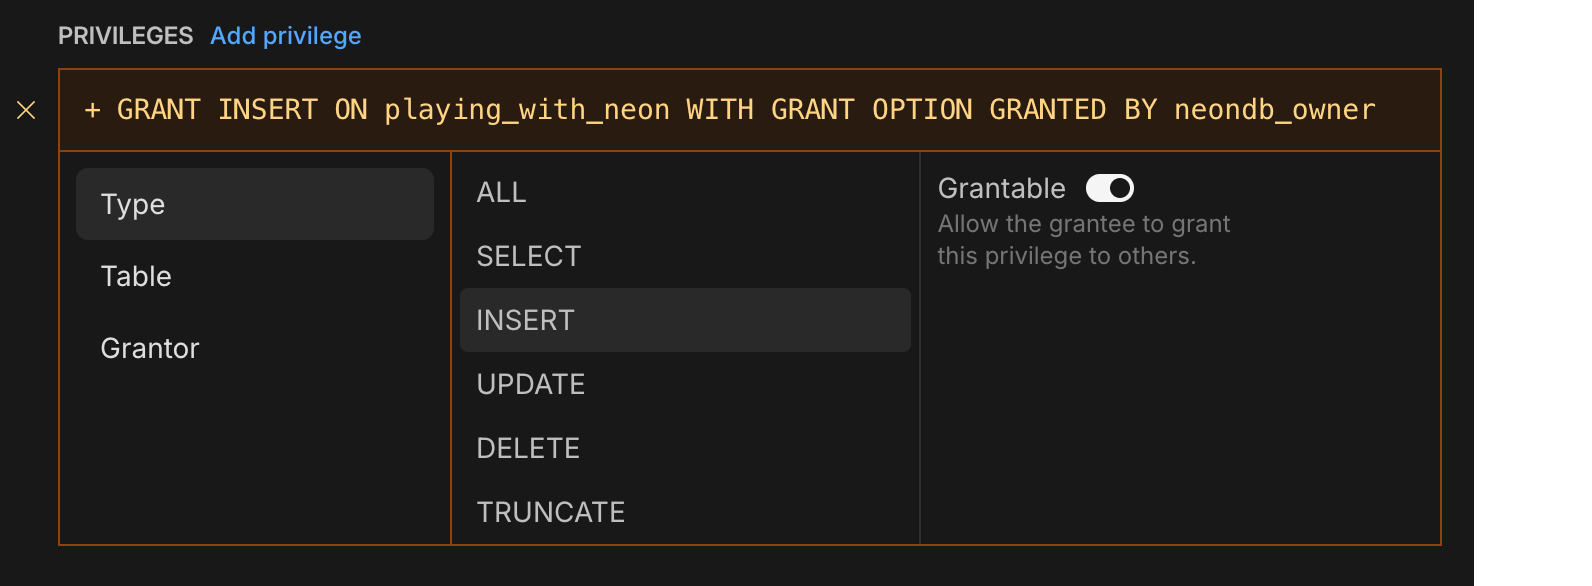 PRIVILEGES Add privilege
+ GRANT INSERT ON playing_with_neon WITH GRANT OPTION GRANTED BY neondb_owner
Type
Table
Grantor
ALL
SELECT
INSERT
UPDATE
DELETE
TRUNCATE
Grantable
Allow the grantee to grant
this privilege to others.